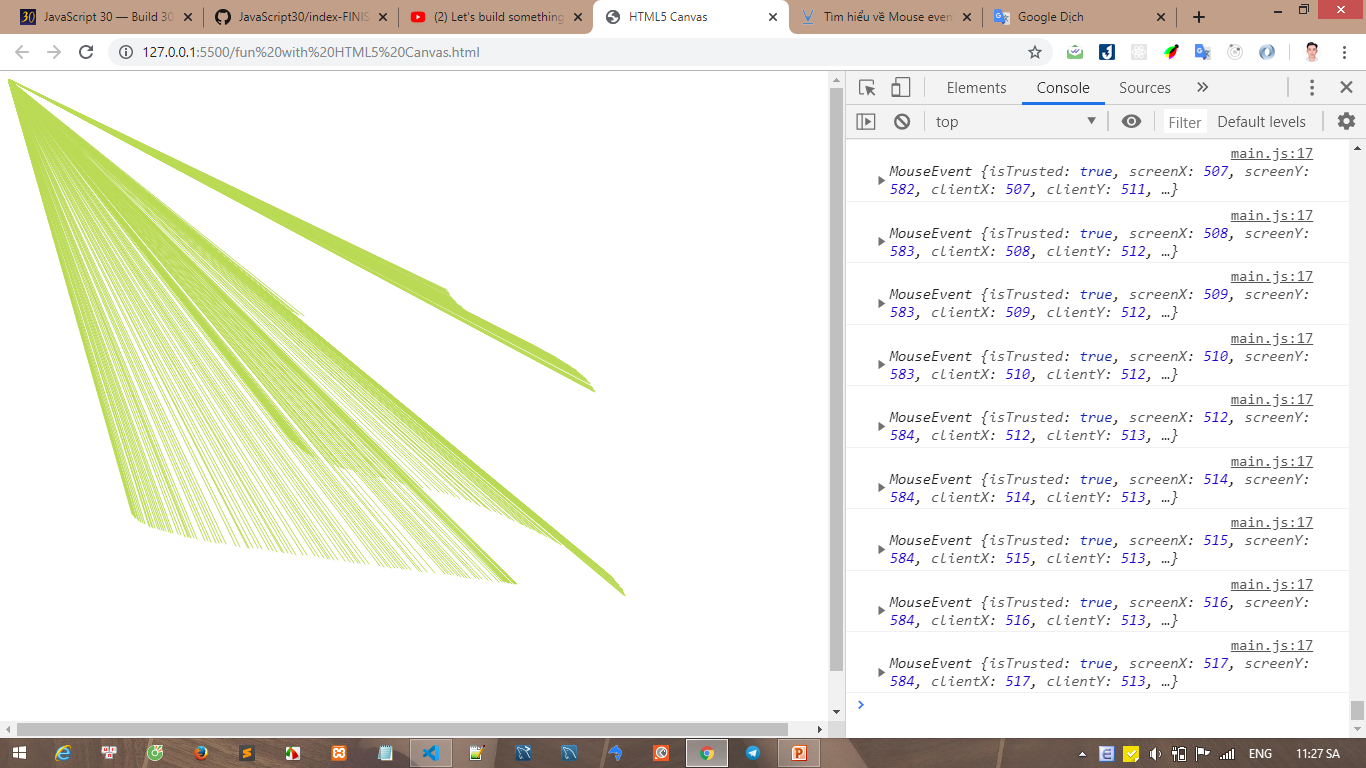 JavaScript 30 — Build 30
JavaScript30/index-FINIS
(2) Let's build something
HTML5 Canvas
Tìm hiểu về Mouse even
Google Dịch
127.0.0.1:5500/fun%20with%20HTML5%20Canvas.html
Elements
Console
Sources
top
Filter
Default levels
main.js:17
MouseEvent {isTrusted: true, screenX: 507, screenY:
582, clientX: 507, clientY: 511, …}
main.js:17
MouseEvent {isTrusted: true, screenX: 508, screenY:
583, clientX: 508, clientY: 512, …}
main.js:17
MouseEvent {isTrusted: true, screenX: 509, screenY:
583, clientX: 509, clientY: 512, …}
main.js:17
MouseEvent {isTrusted: true, screenX: 510, screenY:
583, clientX: 510, clientY: 512, …}
main.js:17
MouseEvent {isTrusted: true, screenX: 512, screenY:
584, clientX: 512, clientY: 513, …}
main.js:17
MouseEvent {isTrusted: true, screenX: 514, screenY:
584, clientX: 514, clientY: 513, …}
main.js:17
MouseEvent {isTrusted: true, screenX: 515, screenY:
584, clientX: 515, clientY: 513, …}
main.js:17
MouseEvent {isTrusted: true, screenX: 516, screenY:
584, clientX: 516, clientY: 513, …}
main.js:17
MouseEvent {isTrusted: true, screenX: 517, screenY:
584, clientX: 517, clientY: 513, …}
ENG
11:27 SA